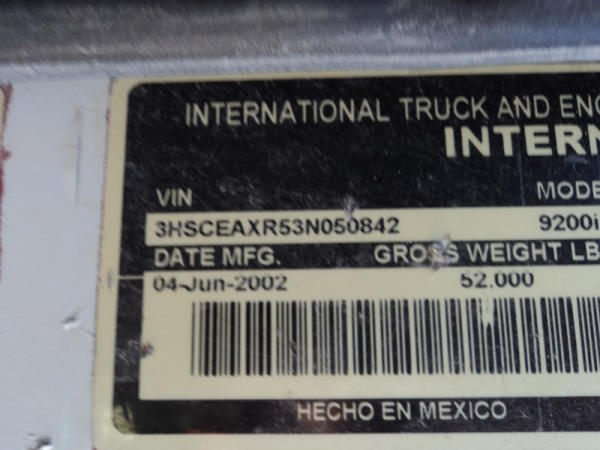 INTERNATIONAL TRUCK AND ENG
INTERN
VIN MODE
3HSCEAXR53N050842 9200i
DATE MFG. GROSS WEIGHT LB
04-Jun-2002 52.000
HECHO EN MEXICO